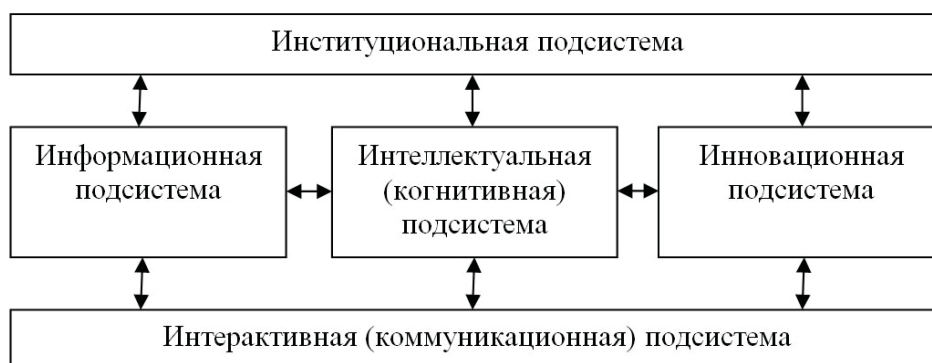 Институциональная подсистема
Информационная
подсистема
Интеллектуальная
(когнитивная)
подсистема
Инновационная
подсистема
Интерактивная (коммуникационная) подсистема